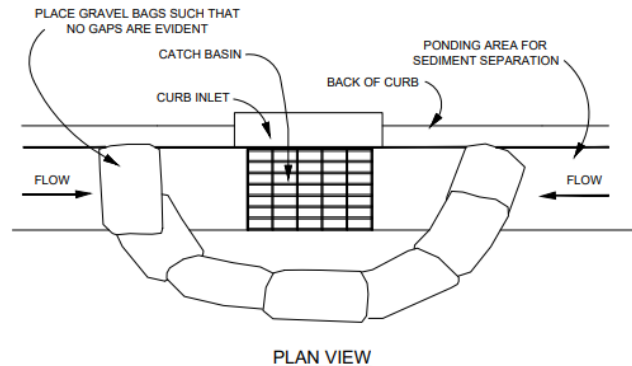 PLACE GRAVEL BAGS SUCH THAT
NO GAPS ARE EVIDENT
CATCH BASIN
CURB INLET
BACK OF CURB
PONDING AREA FOR
SEDIMENT SEPARATION
FLOW
FLOW
PLAN VIEW